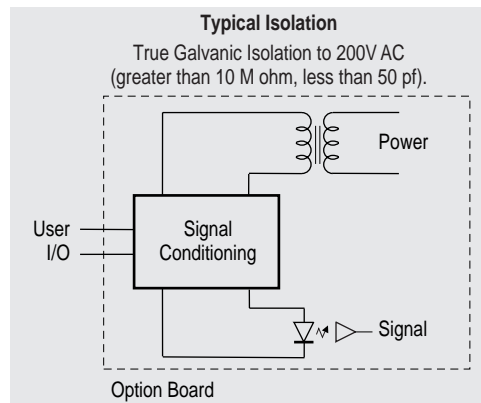 Typical Isolation
True Galvanic Isolation to 200V AC
(greater than 10 M ohm, less than 50 pf).
Power
User
I/O
Signal
Conditioning
Signal
Option Board